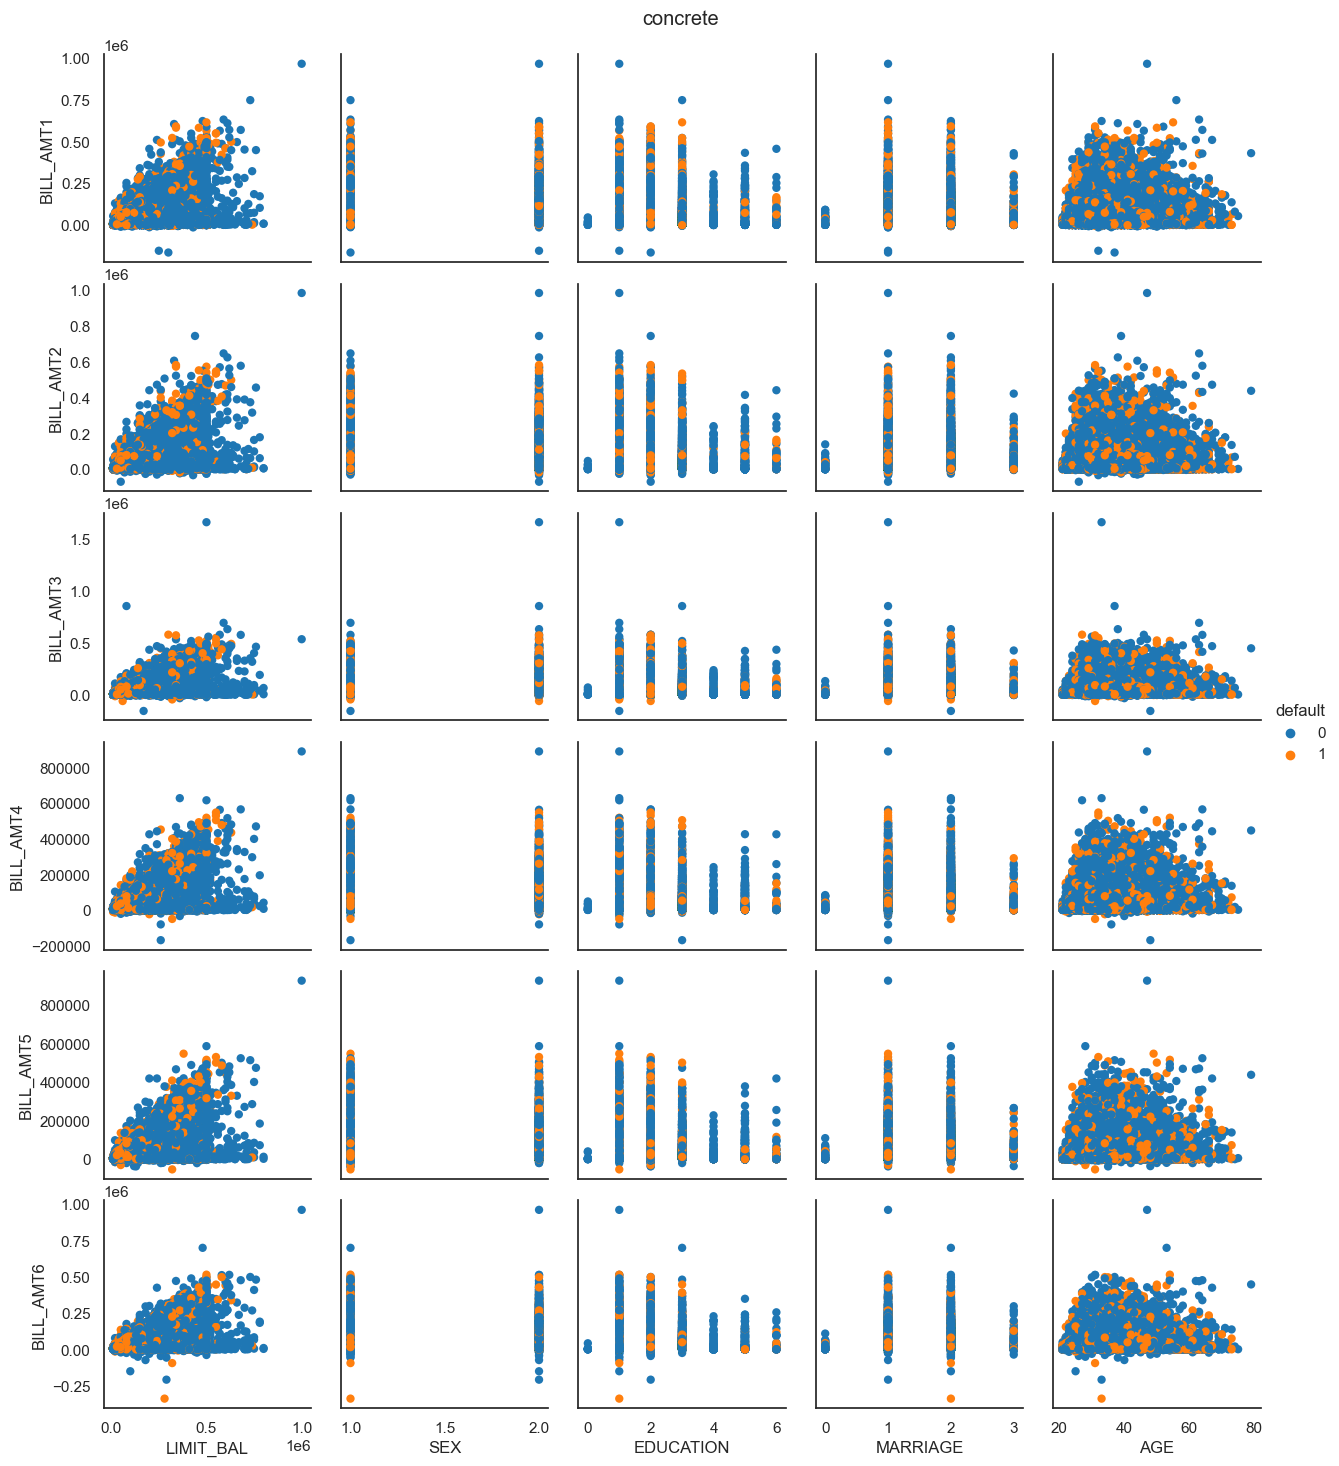 concrete
1e6
1.00
0.75
0.50
0.25
0.00
BILL_AMT1
1e6
1.0
0.8
0.6
0.4
0.2
0.0
BILL_AMT2
1e6
1.5
1.0
0.5
0.0
BILL_AMT3
default
0
1
800000
600000
400000
200000
0
−200000
BILL_AMT4
800000
600000
400000
200000
0
BILL_AMT5
1e6
1.00
0.75
0.50
0.25
0.00
−0.25
BILL_AMT6
0.0 0.5 1.0
1e6
LIMIT_BAL
1.0 1.5 2.0
SEX
0 2 4 6
EDUCATION
0 1 2 3
MARRIAGE
20 40 60 80
AGE